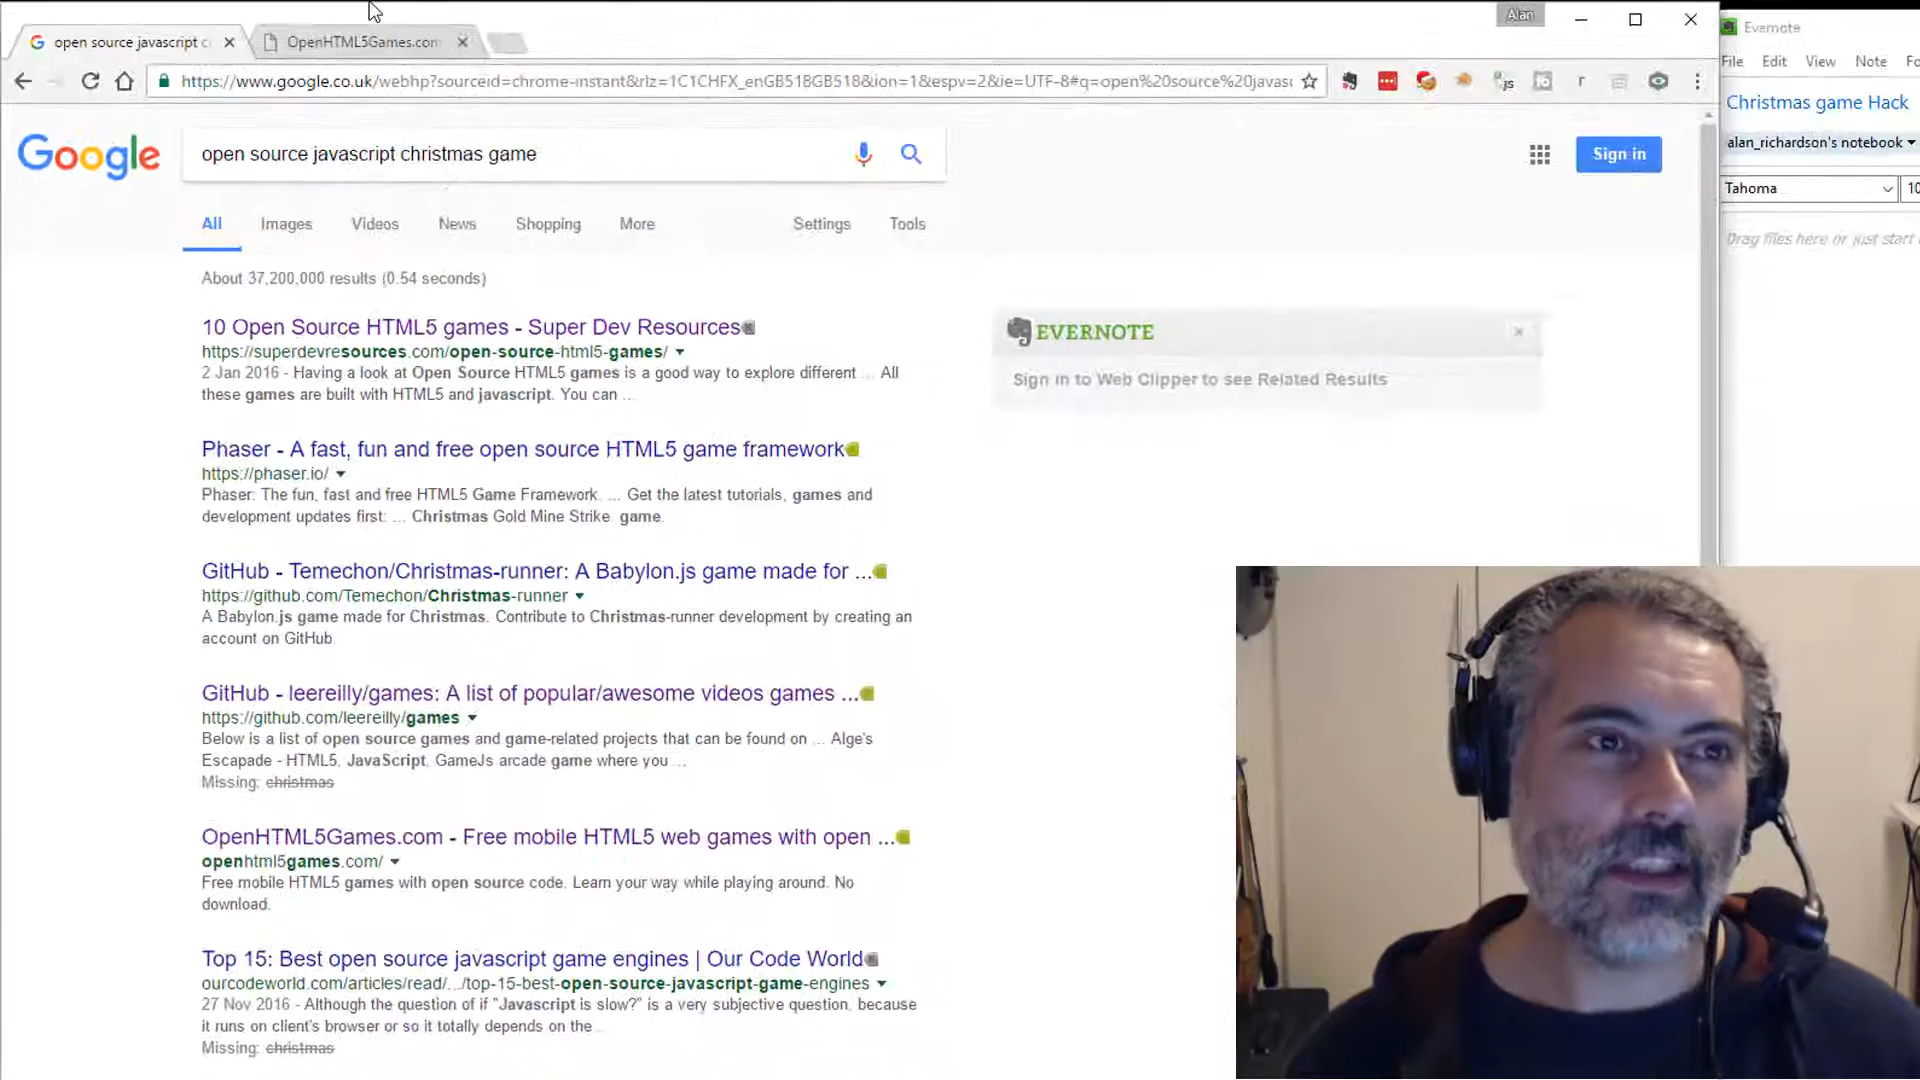 Alan
open source javascript c
OpenHTML5Games.com
https://www.google.co.uk/webhp?sourceid=chrome-instant&rlz=1C1CHFX_enGB518GB518&ion=1&espv=2&ie=UTF-8#q=open%20source%20javasc
Google
open source javascript christmas game
Sign in
All
Images
Videos
News
Shopping
More
Settings
Tools
About 37,200,000 results (0.54 seconds)
10 Open Source HTML5 games - Super Dev Resources
https://superdevresources.com/open-source-html5-games/
2 Jan 2016 - Having a look at Open Source HTML5 games is a good way to explore different ... All
these games are built with HTML5 and javascript. You can ...
Phaser - A fast, fun and free open source HTML5 game framework
https://phaser.io/
Phaser: The fun, fast and free HTML5 Game Framework. ... Get the latest tutorials, games and
development updates first: ... Christmas Gold Mine Strike. game.
GitHub - Temechon/Christmas-runner: A Babylon.js game made for ...
https://github.com/Temechon/Christmas-runner
A Babylon.js game made for Christmas. Contribute to Christmas-runner development by creating an
account on GitHub.
GitHub - leereilly/games: A list of popular/awesome videos games ...
https://github.com/leereilly/games
Below is a list of open source games and game-related projects that can be found on ... Alge's
Escapade - HTML5, JavaScript, GameJs arcade game where you ...
Missing: christmas
OpenHTML5Games.com - Free mobile HTML5 web games with open ...
openhtml5games.com/
Free mobile HTML5 games with open source code. Learn your way while playing around. No
download.
Top 15: Best open source javascript game engines | Our Code World
ourcodeworld.com/articles/read/.../top-15-best-open-source-javascript-game-engines
27 Nov 2016 - Although the question of if "Javascript is slow?" is a very subjective question, because
it runs on client's browser or so it totally depends on the ...
Missing: christmas
EVERNOTE
Sign in to Web Clipper to see Related Results
Evernote
File Edit View Note Fo
Christmas game Hack
alan_richardson's notebook
Tahoma
10
Drag files here or just start